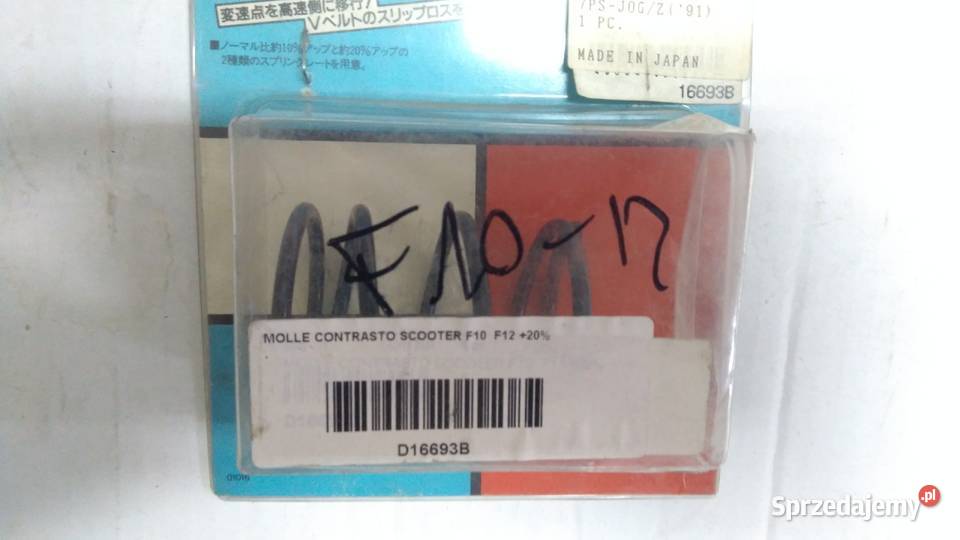 変速点を高速側に移行
Vベルトのスリップロスを
■ノーマル比約10%アップと約20%アップの
2種類のスプリングレートを用意。
7PS-JOG/Z('91)
1 PC.
MADE IN JAPAN
16693B
F10-12
MOLLE CONTRASTO SCOOTER F10 F12 +20%
D16693B
01016
Sprzedajemy.pl